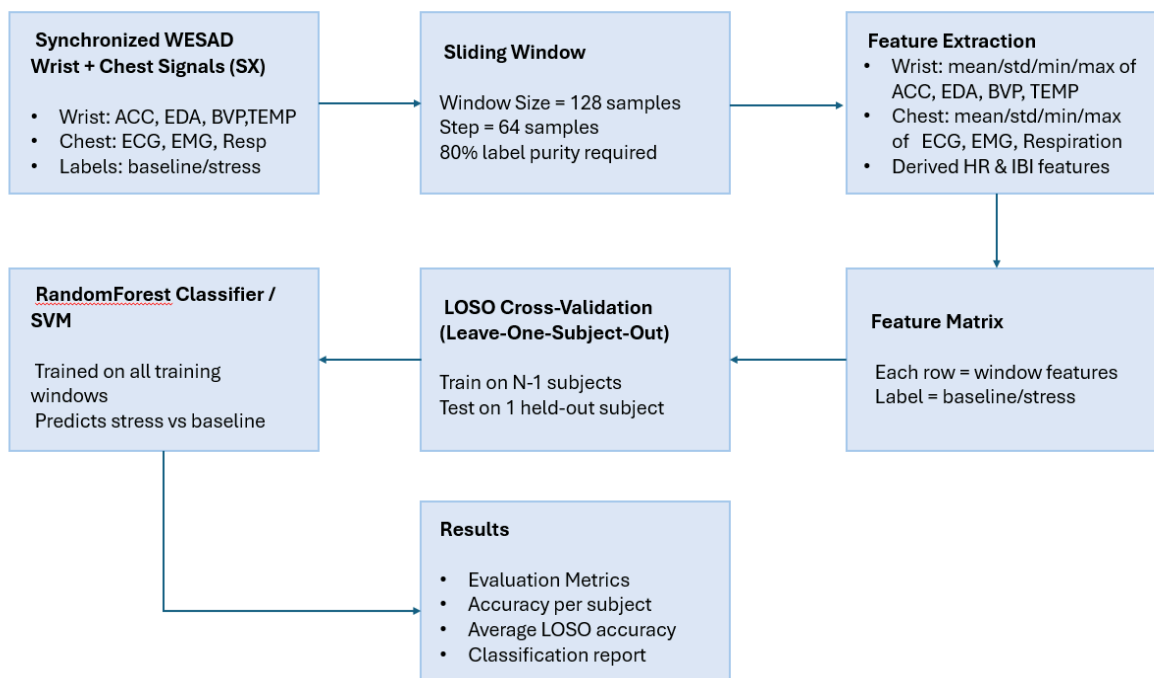 Synchronized WESAD
Wrist + Chest Signals (SX)
• Wrist: ACC, EDA, BVP,TEMP
• Chest: ECG, EMG, Resp
• Labels: baseline/stress
Sliding Window
Window Size = 128 samples
Step = 64 samples
80% label purity required
Feature Extraction
• Wrist: mean/std/min/max of
ACC, EDA, BVP, TEMP
• Chest: mean/std/min/max
of ECG, EMG, Respiration
• Derived HR & IBI features
Feature Matrix
Each row = window features
Label = baseline/stress
LOSO Cross-Validation
(Leave-One-Subject-Out)
Train on N-1 subjects
Test on 1 held-out subject
RandomForest Classifier /
SVM
Trained on all training
windows
Predicts stress vs baseline
Results
• Evaluation Metrics
• Accuracy per subject
• Average LOSO accuracy
• Classification report